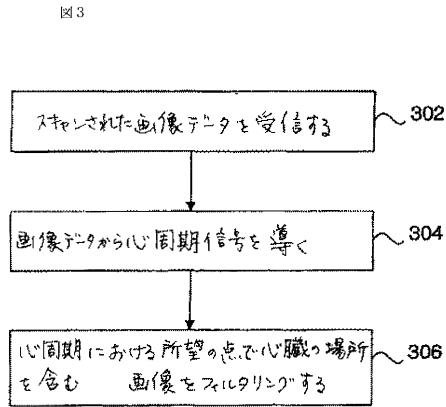 図3
スキャンされた画像データを受信する
302
画像データから心周期信号を導く
304
心周期における所望の点で心臓の場所
を含む 画像をフィルタリングする
306